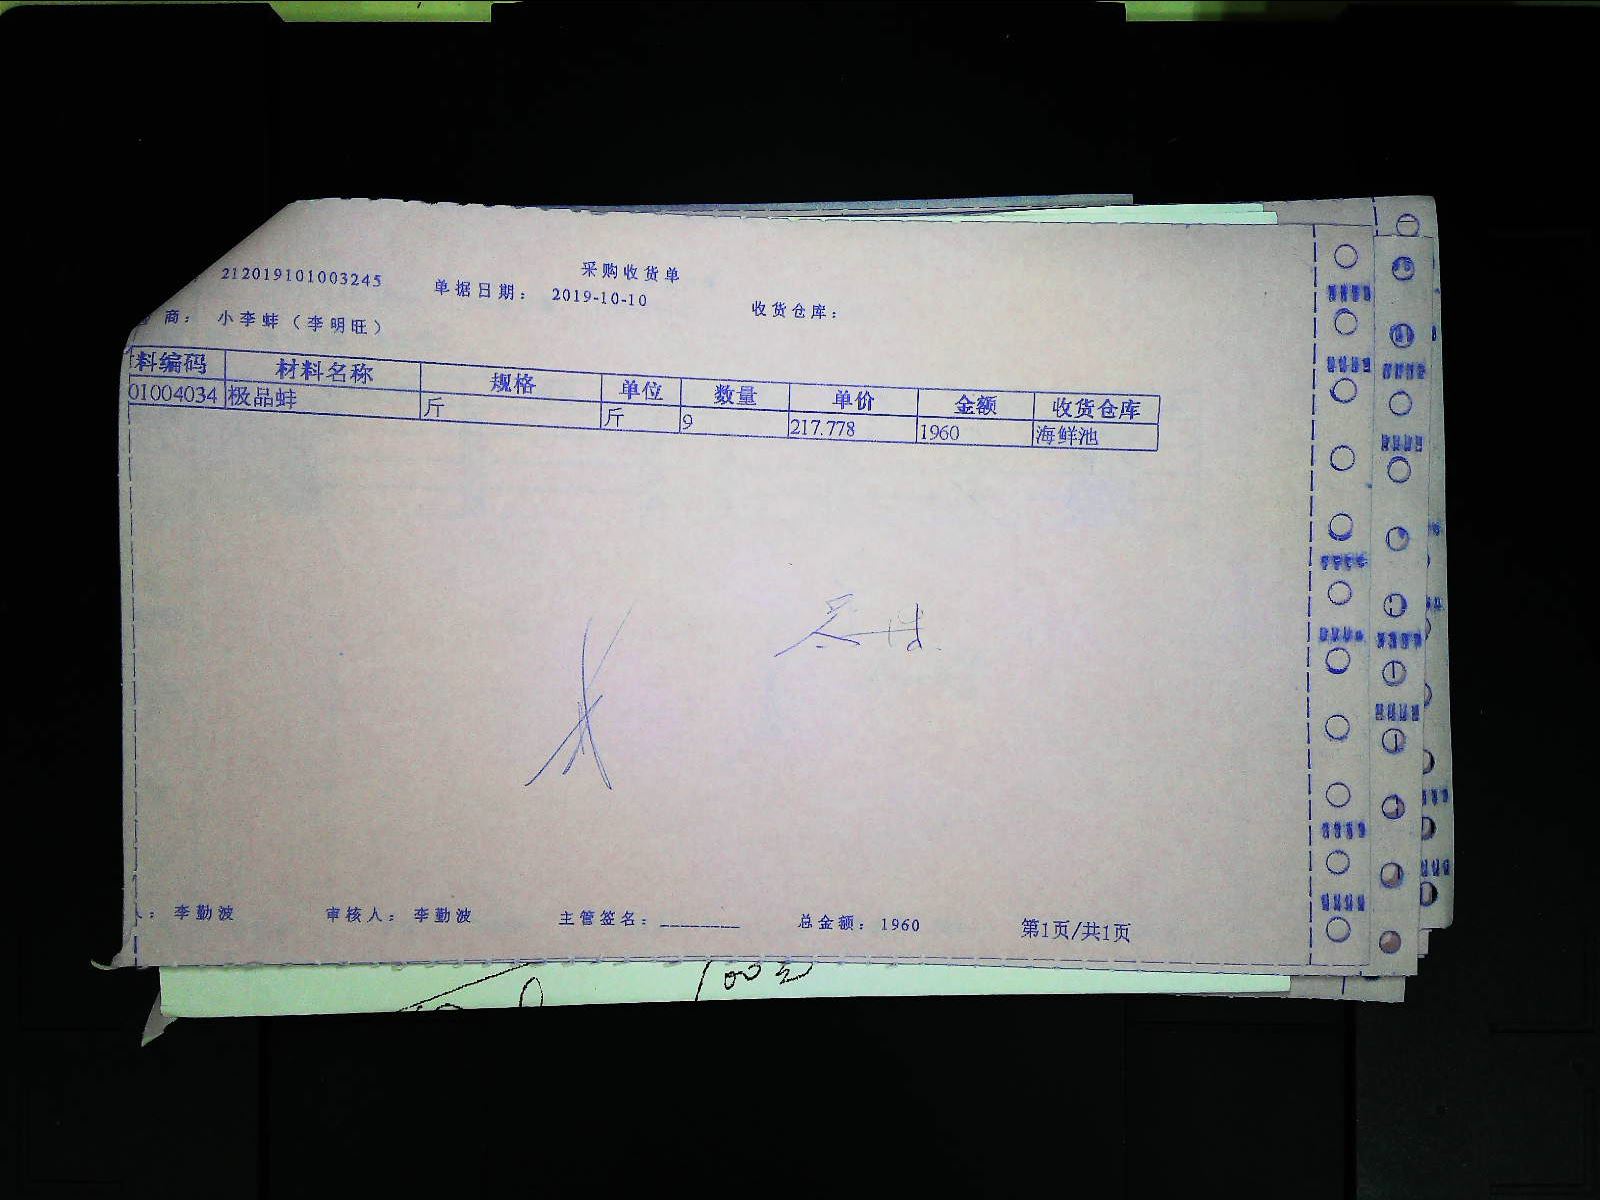 采购收货单
212019101003245 单据日期： 2019-10-10 收货仓库：
商： 小李蚌（李明旺）
料编码 材料名称 规格 单位 数量 单价 金额 收货仓库
01004034 极品蚌 斤 斤 9 217.778 1960 海鲜池
： 李勤波 审核人： 李勤波 主管签名：________ 总金额： 1960 第1页/共1页